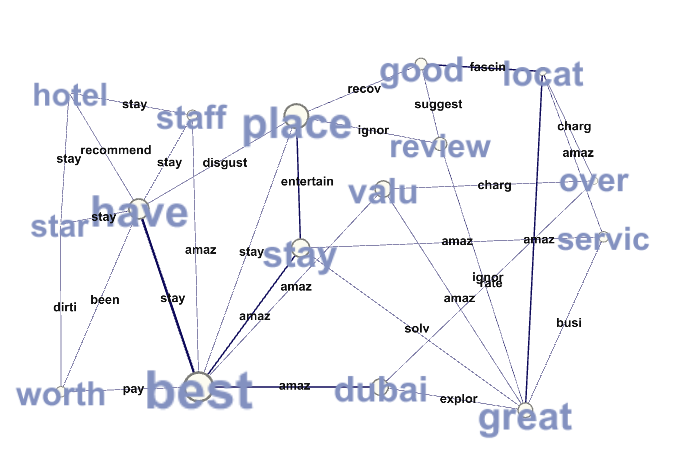 good
fascin
locat
hotel
stay
recov
staff
place
suggest
charg
recommend
ignor
review
amaz
stay
stay
disgust
entertain
valu
charg
over
have
star
stay
amaz
stay
stay
amaz
amaz
servic
ignor
rate
amaz
amaz
dirti
been
stay
amaz
solv
busi
worth
pay
best
amaz
dubai
explor
great